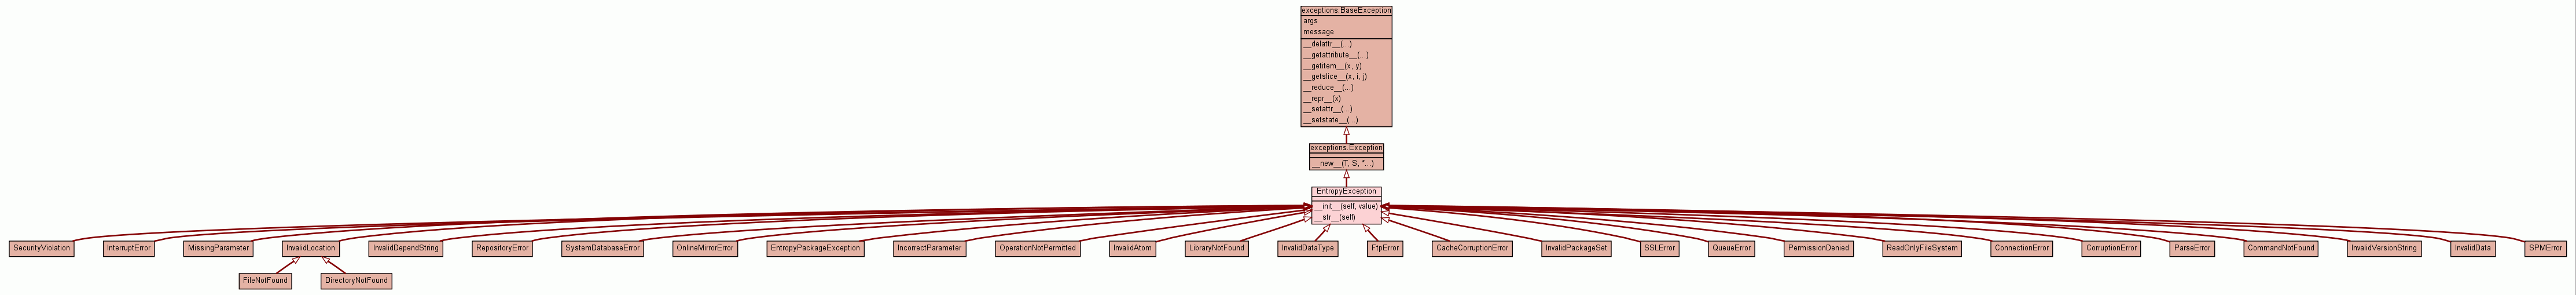 exceptions.BaseException
args
message
__delattr__(...)
__getattribute__(...)
__getitem__(x, y)
__getslice__(x, i, j)
__reduce__(...)
__repr__(x)
__setattr__(...)
__setstate__(...)
exceptions.Exception
__new__(T, S, *...)
EntropyException
__init__(self, value)
__str__(self)
SecurityViolation
InterruptError
MissingParameter
InvalidLocation
InvalidDependString
RepositoryError
SystemDatabaseError
OnlineMirrorError
EntropyPackageException
IncorrectParameter
OperationNotPermitted
InvalidAtom
LibraryNotFound
InvalidDataType
FtpError
CacheCorruptionError
InvalidPackageSet
SSLError
QueueError
PermissionDenied
ReadOnlyFileSystem
ConnectionError
CorruptionError
ParseError
CommandNotFound
InvalidVersionString
InvalidData
SPMError
FileNotFound
DirectoryNotFound